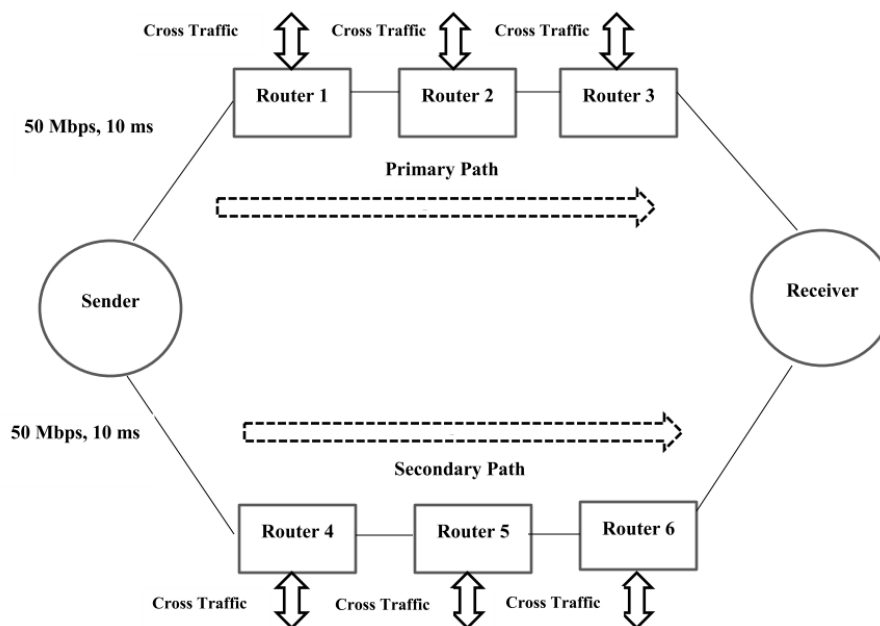 Cross Traffic Cross Traffic Cross Traffic
Router 1 Router 2 Router 3
50 Mbps, 10 ms
Primary Path
Sender Receiver
50 Mbps, 10 ms
Secondary Path
Router 4 Router 5 Router 6
Cross Traffic Cross Traffic Cross Traffic